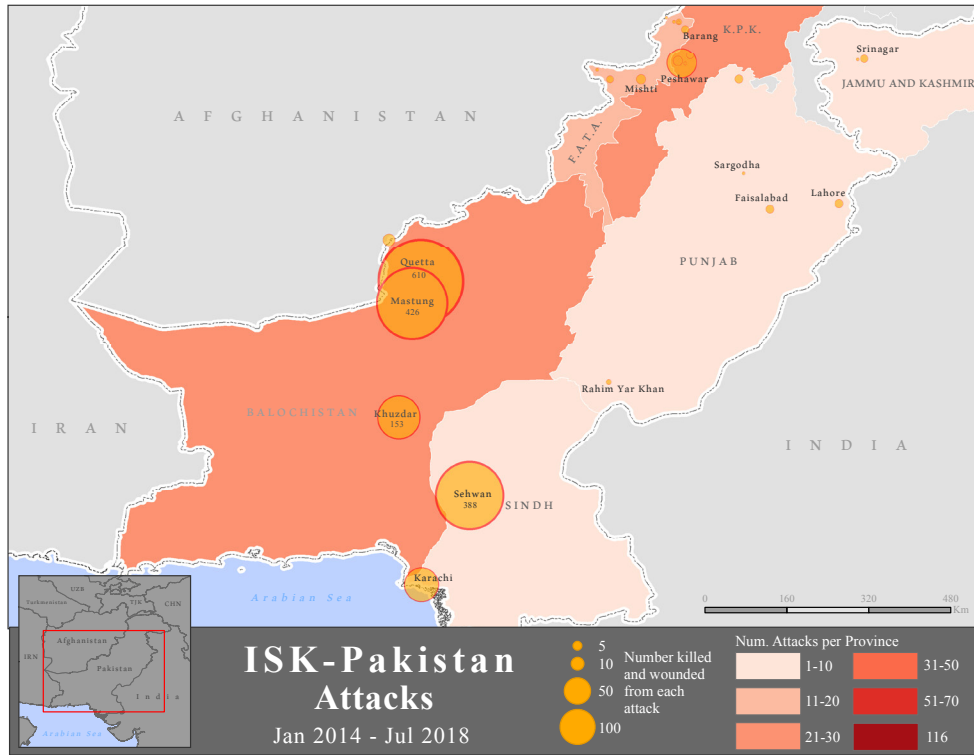 Barang
K.P.K.
Srinagar
JAMMU AND KASHMIR
Peshawar
Mishti
AFGHANISTAN
F.A.T.A.
Sargodha
Faisalabad
Lahore
PUNJAB
Quetta
610
Mastung
426
Rahim Yar Khan
BALOCHISTAN
Khuzdar
153
IRAN
INDIA
Sehwan
388
SINDH
Karachi
Arabian Sea
0 160 320 480
Km
UZB
TJK
CHN
Turkmenistan
Afghanistan
IRN
Pakistan
India
Arabian Sea
ISK-Pakistan
Attacks
Jan 2014 - Jul 2018
5
10
50
100
Number killed
and wounded
from each
attack
Num. Attacks per Province
1-10
11-20
21-30
31-50
51-70
116